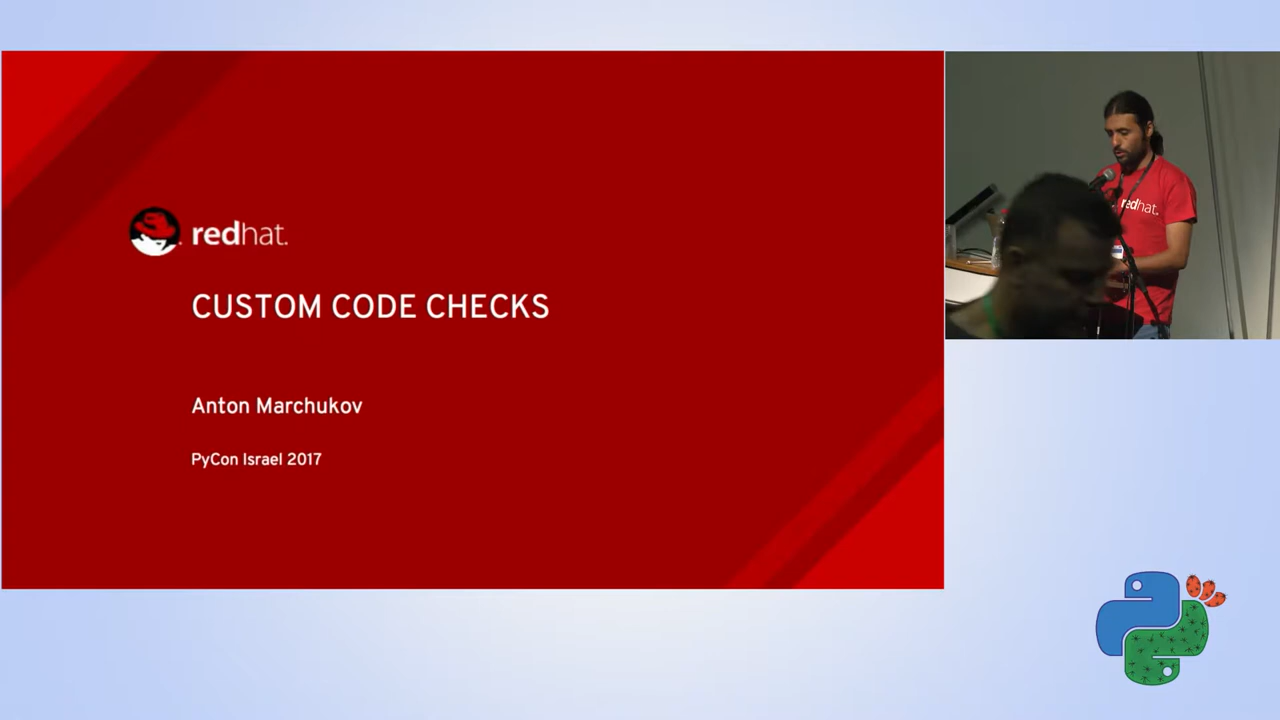 redhat.
CUSTOM CODE CHECKS
Anton Marchukov
PyCon Israel 2017
redhat.